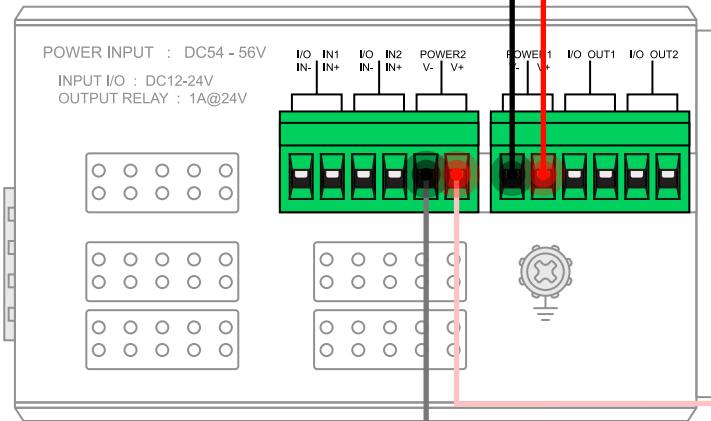 POWER INPUT : DC54 - 56V
INPUT I/O : DC12-24V
OUTPUT RELAY : 1A@24V
I/O IN1 I/O IN2 POWER2
IN- IN+ IN- IN+ V- V+
POWER1 I/O OUT1 I/O OUT2
V- V+